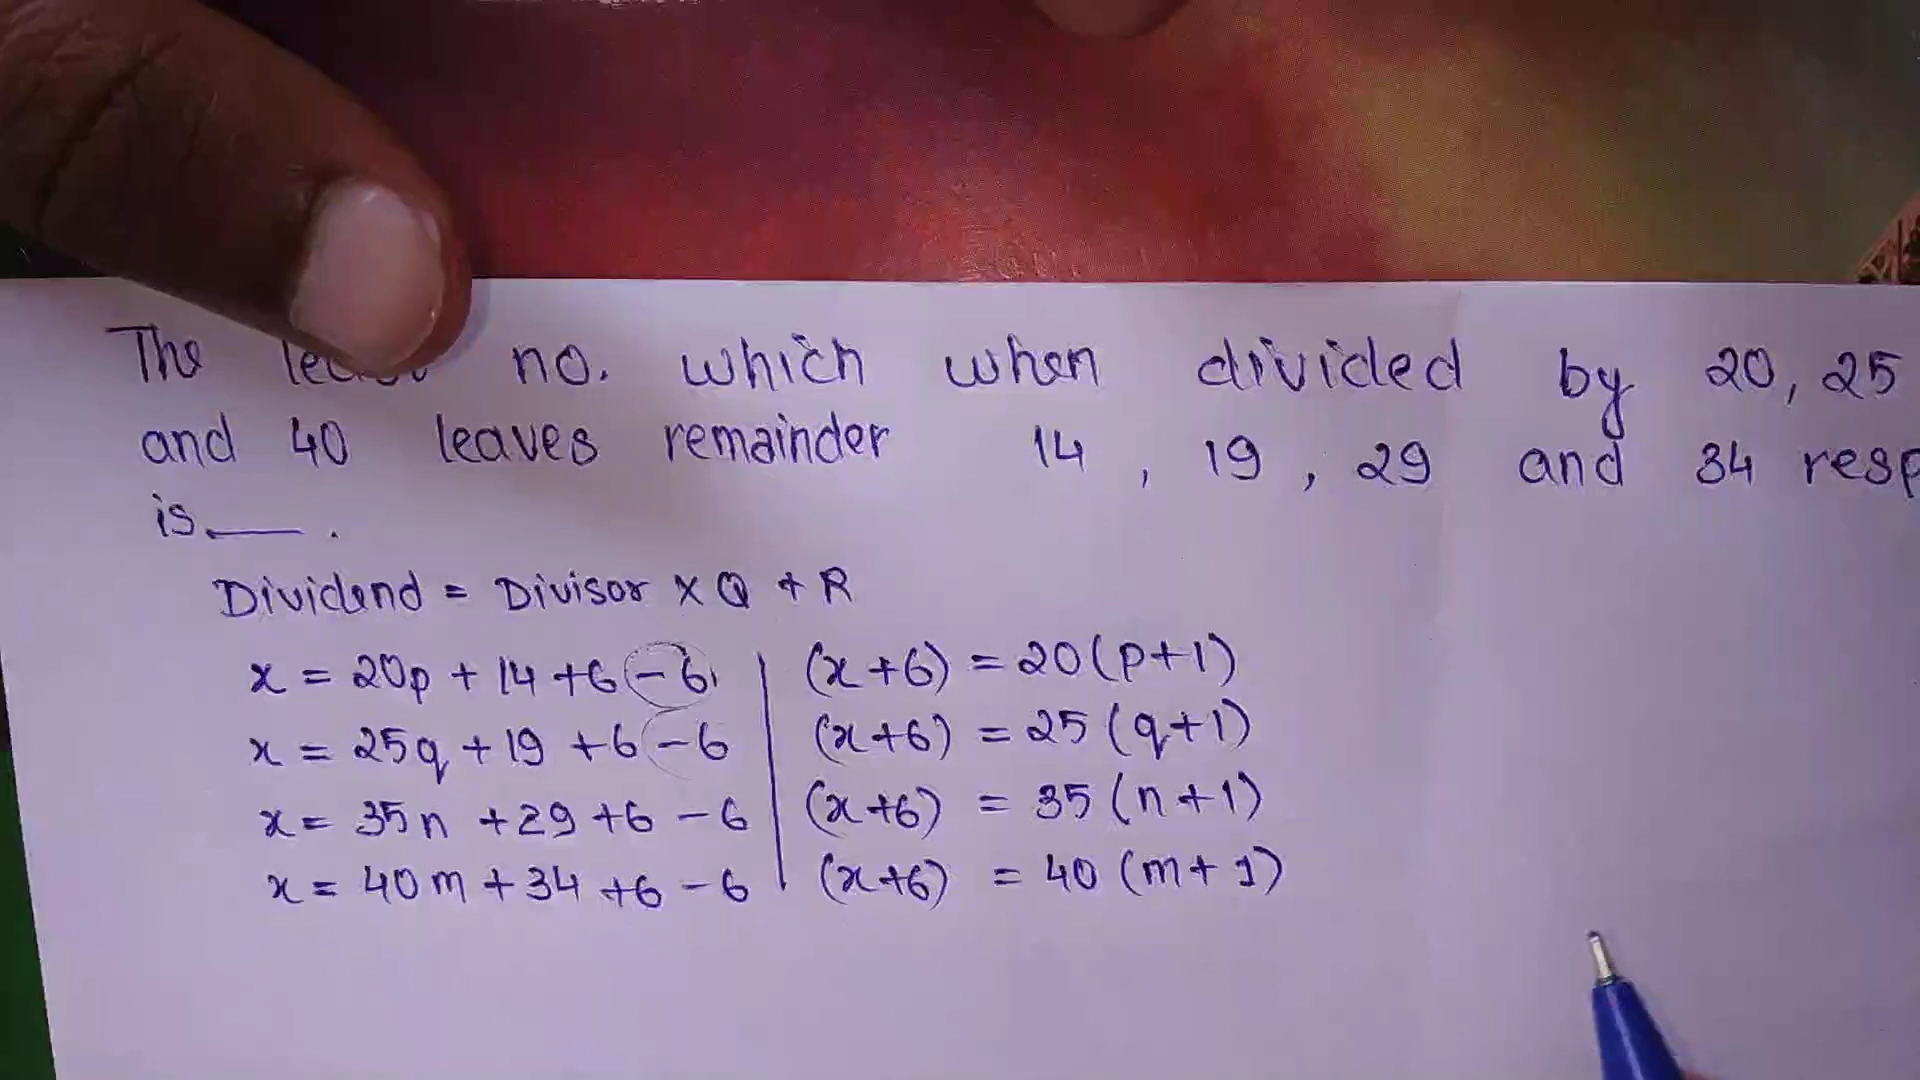 The no. which when divided by 20, 25
and 40 leaves remainder 14, 19, 29 and 34 resp
is ___.
Dividend = Divisor x Q + R
x = 20p + 14 +6 -6 | (x+6) = 20(p+1)
x = 25q +19 +6 -6 | (x+6) = 25(q+1)
x = 35n +29 +6 -6 | (x+6) = 35(n+1)
x = 40m +34 +6 -6 | (x+6) = 40(m+1)